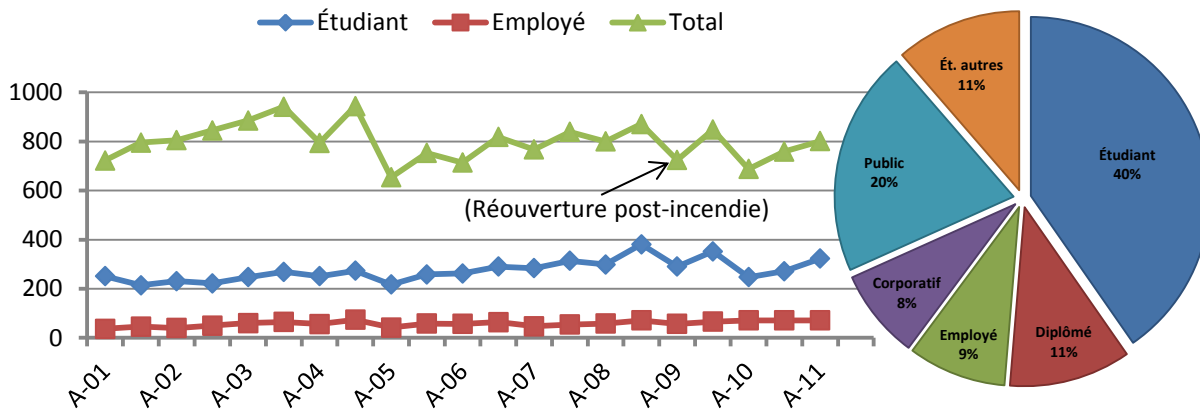 Étudiant Employé Total
1000
800
600
400
200
0
(Réouverture post-incendie)
A-01 A-02 A-03 A-04 A-05 A-06 A-07 A-08 A-09 A-10 A-11
Ét. autres
11%
Étudiant
40%
Public
20%
Corporatif
8%
Employé
9%
Diplômé
11%